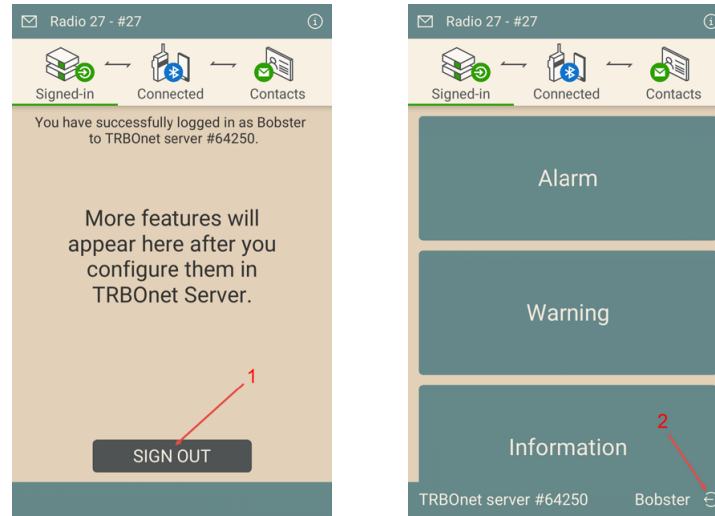 Radio 27 - #27
Signed-in
Connected
Contacts
You have successfully logged in as Bobster
to TRBOnet server #64250.
More features will
appear here after you
configure them in
TRBOnet Server.
1
SIGN OUT
Radio 27 - #27
Signed-in
Connected
Contacts
Alarm
Warning
Information
2
TRBOnet server #64250
Bobster